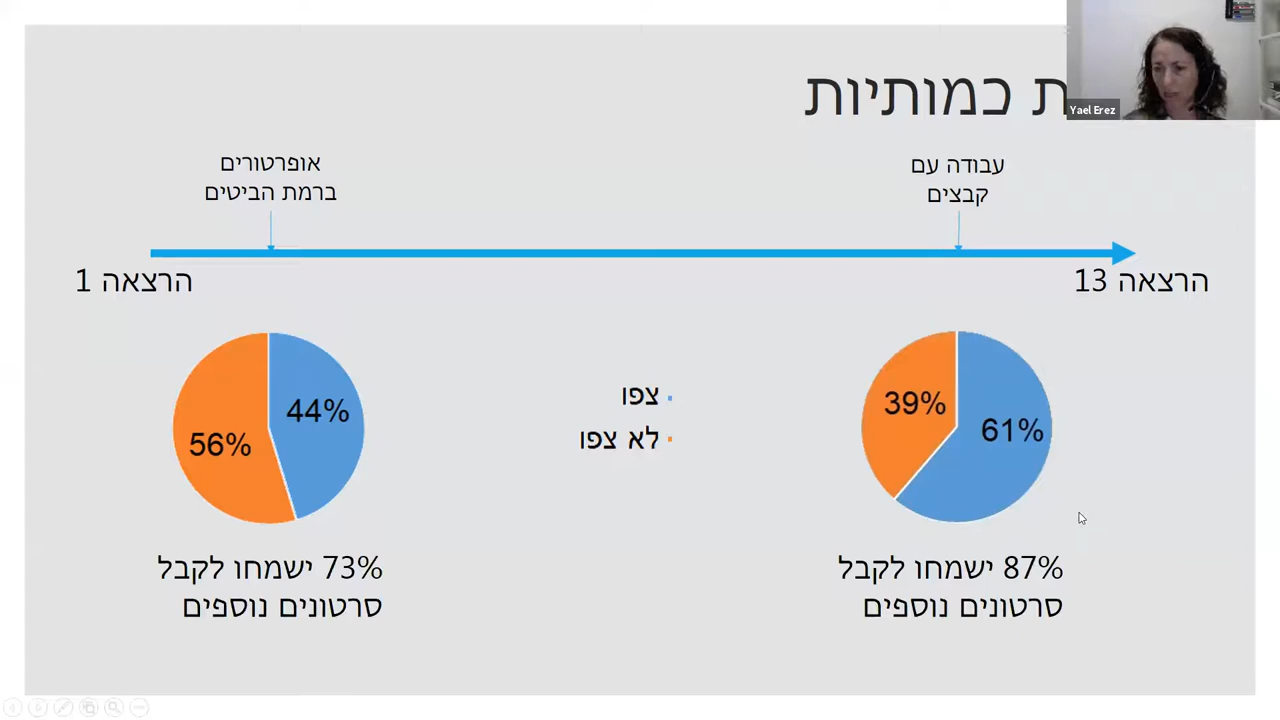 ת כמותיות
Yael Erez
עבודה עם
קבצים
אופרטורים
ברמת הביטים
הרצאה 1
הרצאה 13
44%
56%
צפו
לא צפו
39%
61%
73% ישמחו לקבל
סרטונים נוספים
87% ישמחו לקבל
סרטונים נוספים